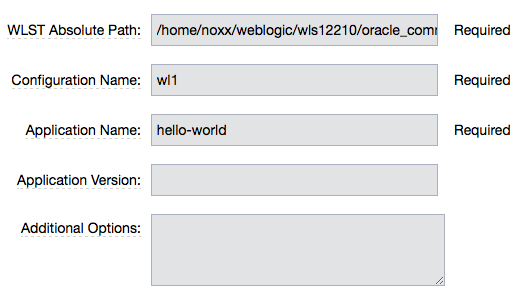 WLST Absolute Path: /home/noxx/weblogic/wls12210/oracle_com Required
Configuration Name: wl1 Required
Application Name: hello-world Required
Application Version:
Additional Options: